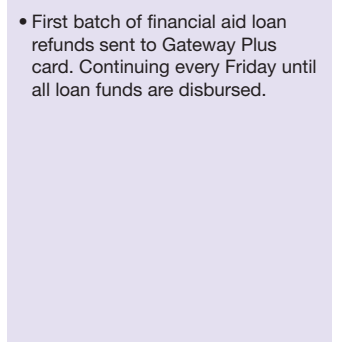 • First batch of financial aid loan
refunds sent to Gateway Plus
card. Continuing every Friday until
all loan funds are disbursed.